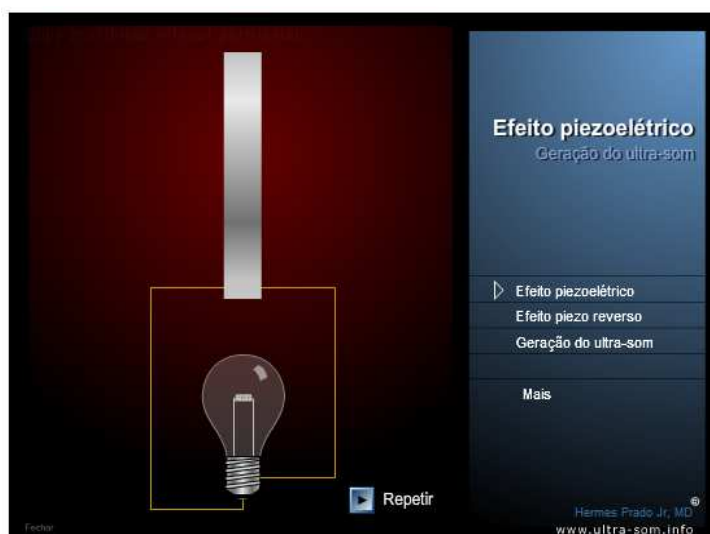 Efeito piezoelétrico
Geração do ultra-som
Efeito piezoelétrico
Efeito piezo reverso
Geração do ultra-som
Mais
Repetir
©
Hermes Prado Jr, MD
www.ultra-som.info
Fechar